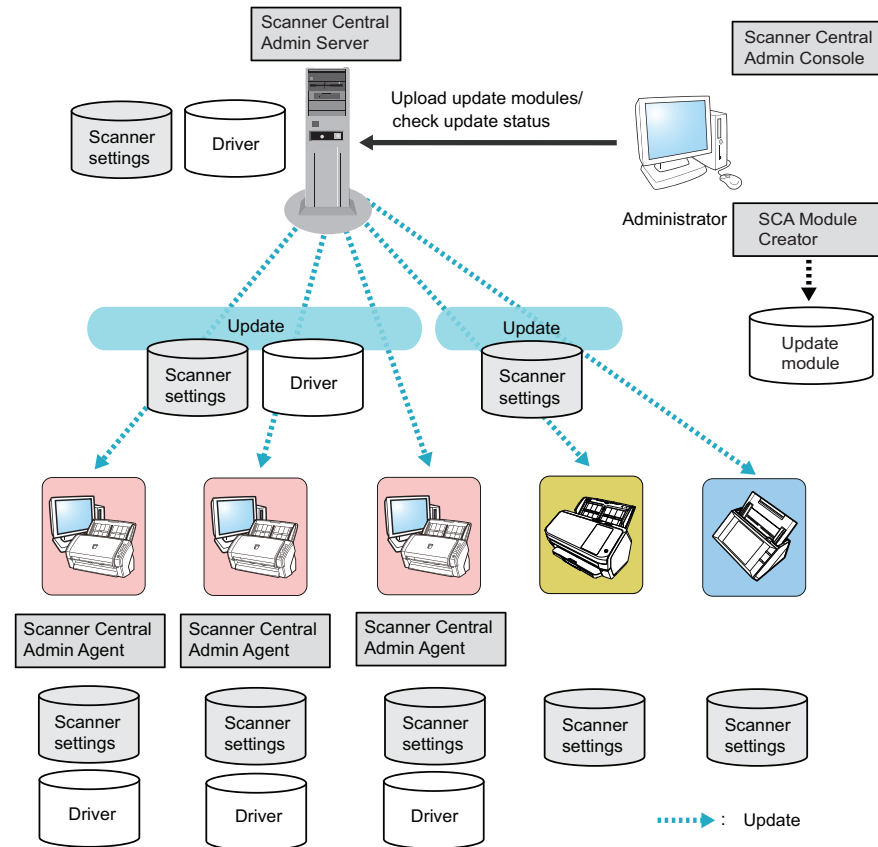 Scanner Central
Admin Server
Scanner Central
Admin Console
Upload update modules/
check update status
Scanner
settings
Driver
Administrator
SCA Module
Creator
Update
Update
Update
module
Scanner
settings
Driver
Scanner
settings
Scanner Central
Admin Agent
Scanner Central
Admin Agent
Scanner Central
Admin Agent
Scanner
settings
Scanner
settings
Scanner
settings
Scanner
settings
Scanner
settings
Driver
Driver
Driver
: Update